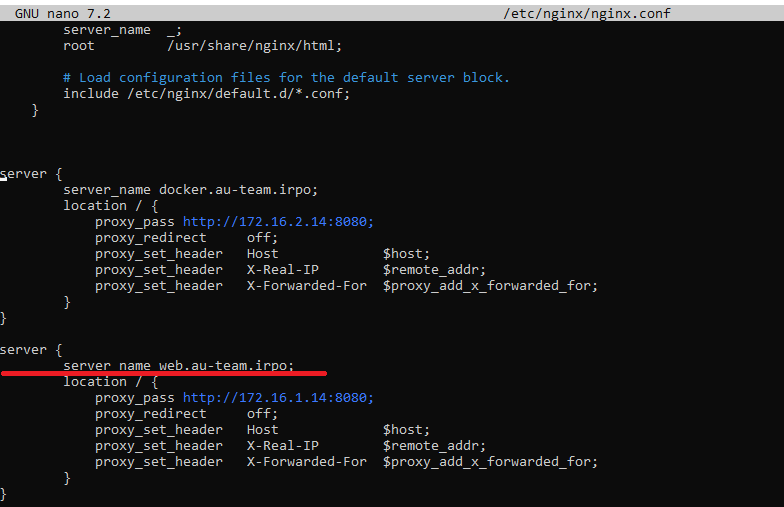 GNU nano 7.2 /etc/nginx/nginx.conf
server_name _;
root /usr/share/nginx/html;
# Load configuration files for the default server block.
include /etc/nginx/default.d/*.conf;
}
server {
server_name docker.au-team.irpo;
location / {
proxy_pass http://172.16.2.14:8080;
proxy_redirect off;
proxy_set_header Host $host;
proxy_set_header X-Real-IP $remote_addr;
proxy_set_header X-Forwarded-For $proxy_add_x_forwarded_for;
}
}
server {
server_name web.au-team.irpo;
location / {
proxy_pass http://172.16.1.14:8080;
proxy_redirect off;
proxy_set_header Host $host;
proxy_set_header X-Real-IP $remote_addr;
proxy_set_header X-Forwarded-For $proxy_add_x_forwarded_for;
}
}